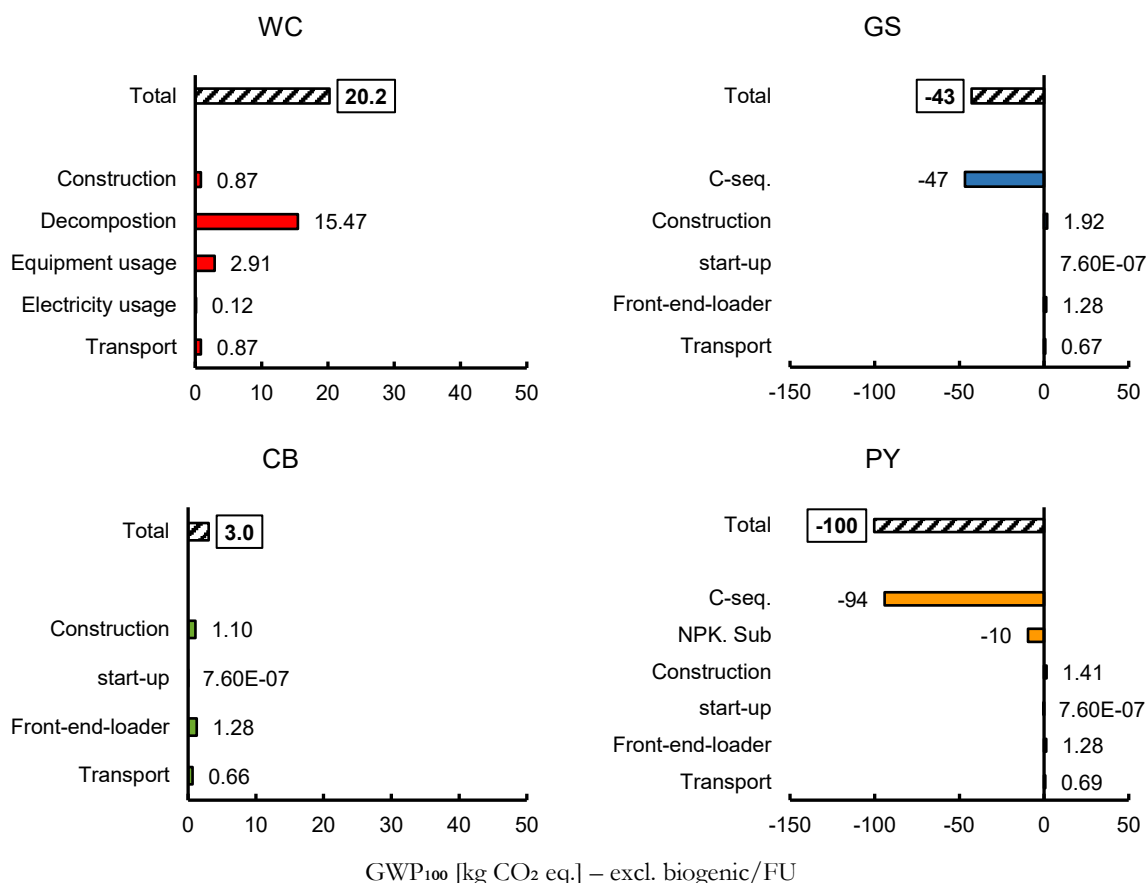 WC
Total 20.2
Construction 0.87
Decompostion 15.47
Equipment usage 2.91
Electricity usage 0.12
Transport 0.87
0 10 20 30 40 50
GS
Total -43
C-seq. -47
Construction 1.92
start-up 7.60E-07
Front-end-loader 1.28
Transport 0.67
-150 -100 -50 0 50
CB
Total 3.0
Construction 1.10
start-up 7.60E-07
Front-end-loader 1.28
Transport 0.66
0 10 20 30 40 50
PY
Total -100
C-seq. -94
NPK. Sub -10
Construction 1.41
start-up 7.60E-07
Front-end-loader 1.28
Transport 0.69
-150 -100 -50 0 50
GWP₁₀₀ [kg CO₂ eq.] – excl. biogenic/FU